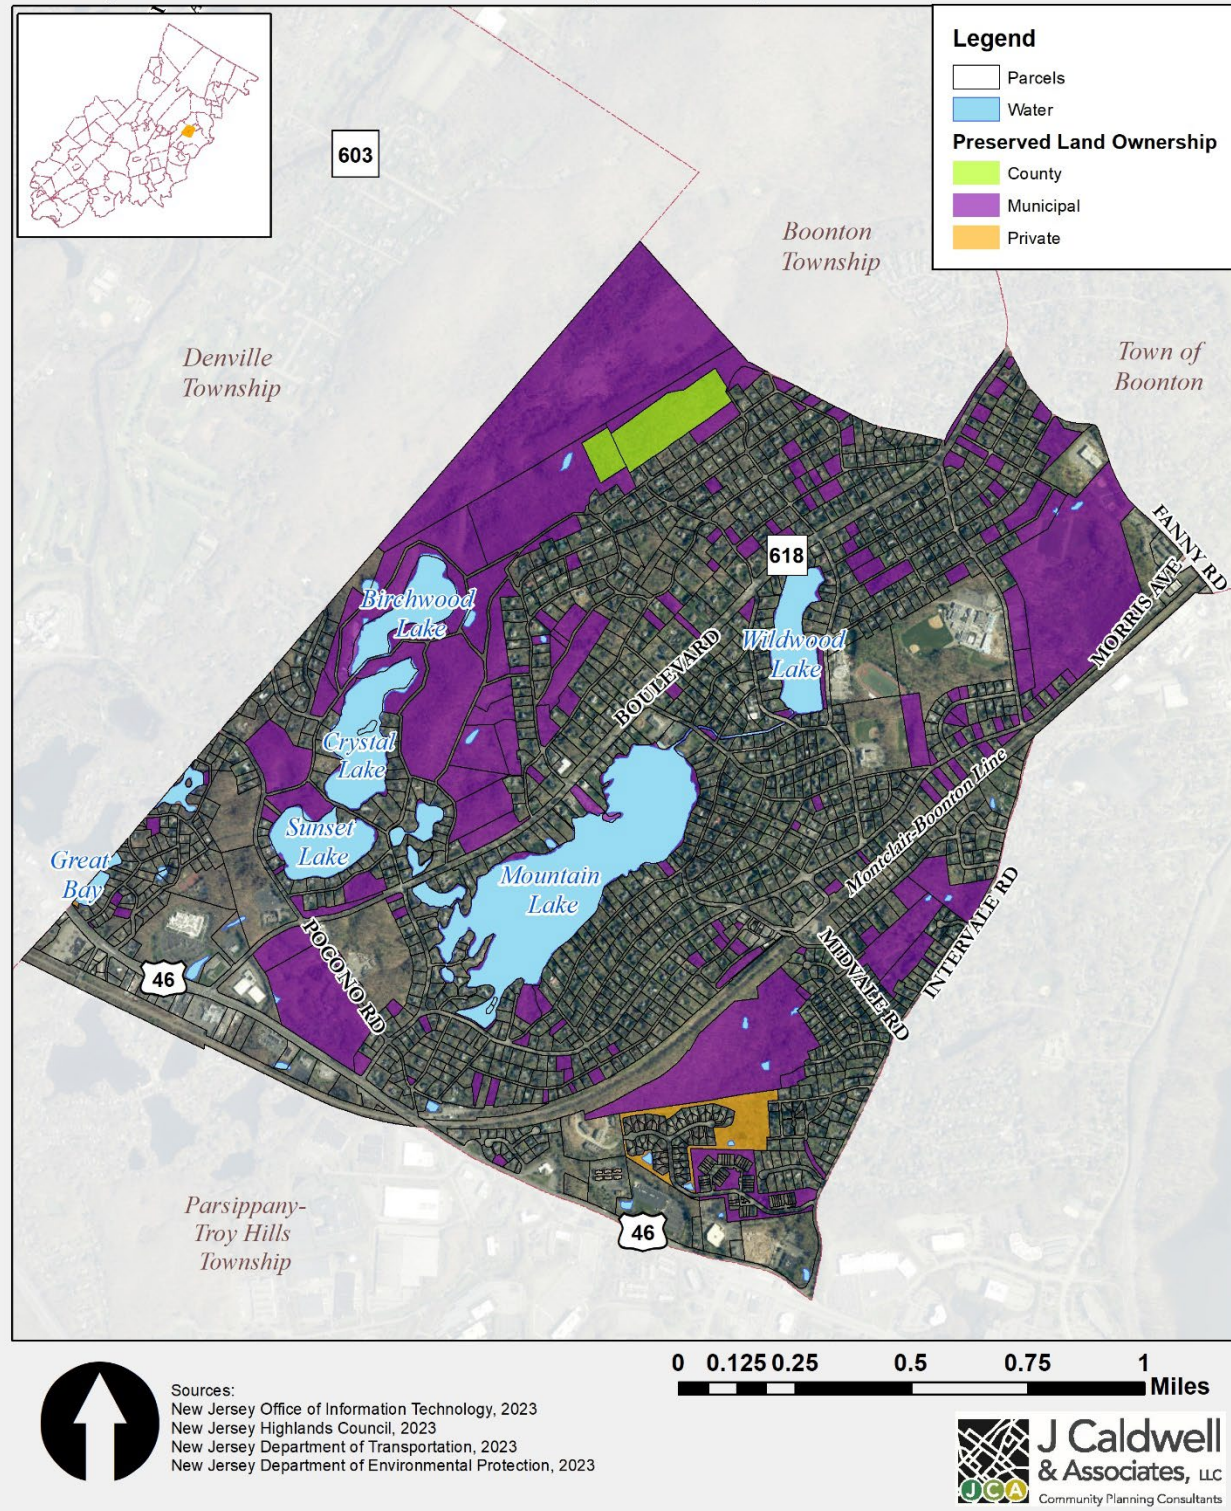 Legend
Parcels
Water
Preserved Land Ownership
County
Municipal
Private
603
Boonton
Township
Denville
Township
Town of
Boonton
FANNY RD
618
MORRIS AVE
Birchwood
Lake
Wildwood
Lake
BOULEVARD
Crystal
Lake
Montclair-Boonton Line
Sunset
Lake
Great
Bay
Mountain
Lake
POCONO RD
MIDVALE RD
INTERVALE RD
46
Parsippany-
Troy Hills
Township
46
0 0.125 0.25 0.5 0.75 1
Miles
Sources:
New Jersey Office of Information Technology, 2023
New Jersey Highlands Council, 2023
New Jersey Department of Transportation, 2023
New Jersey Department of Environmental Protection, 2023
J Caldwell
& Associates, LLC
JCA
Community Planning Consultants